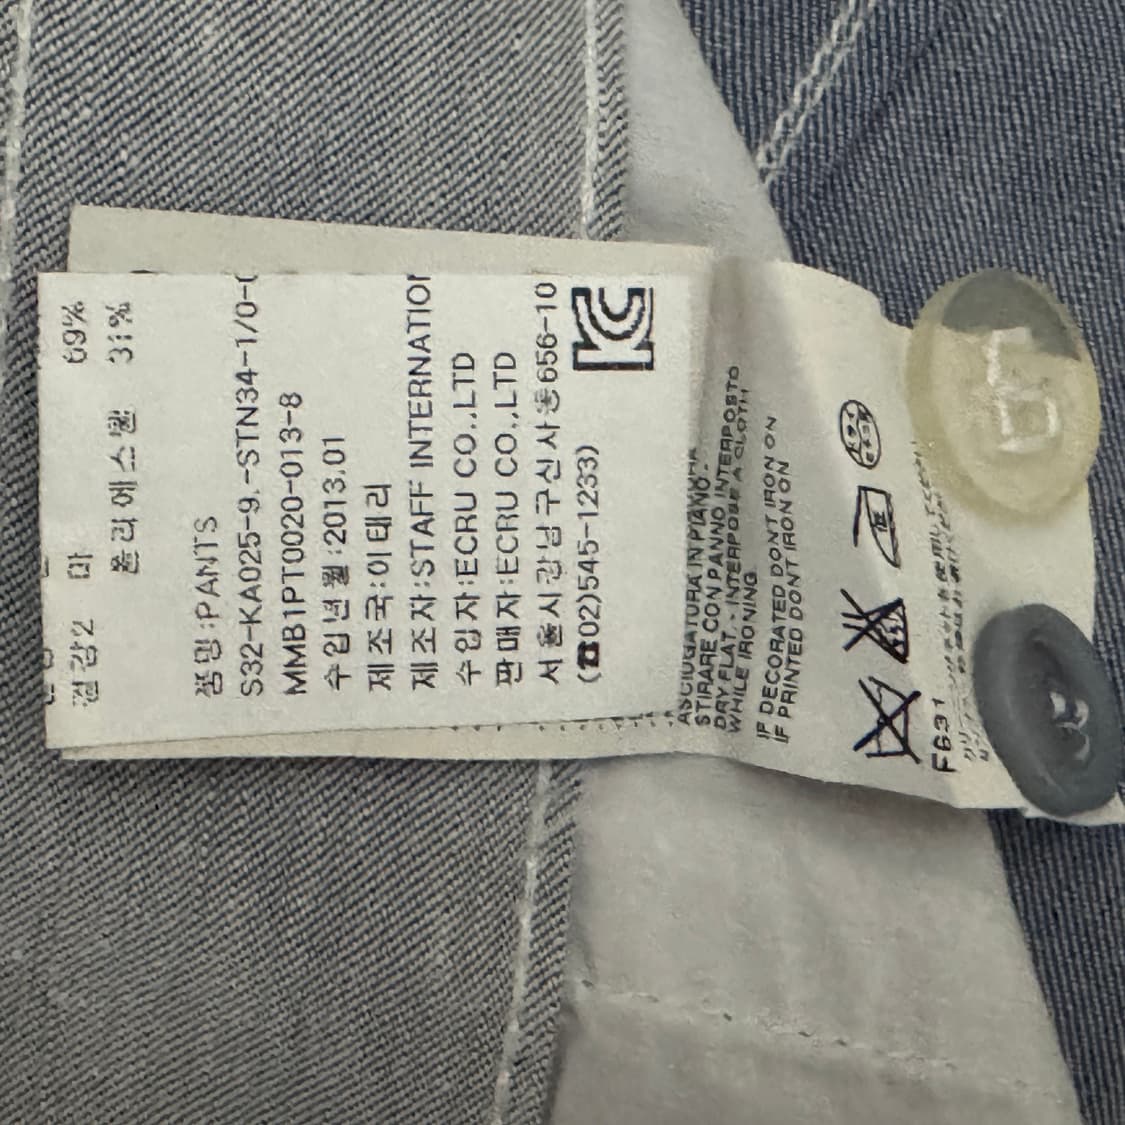 겉감2 마 69%
폴리에스텔 31%
품명:PANTS
S32-KA025-9.-STN34-1/0-
MMB1PT0020-013-8
수입년월:2013.01
제조국:이태리
제조자:STAFF INTERNATIO
수입자:ECRU CO.,LTD
판매자:ECRU CO.,LTD
서울시강남구신사동656-10
(☎02)545-1233)
KC
ASCIUGATURA IN PIANO -
STIRARE CON PANNO INTERPOSTO
DRY FLAT. - INTERPOSE A CLOTH
WHILE IRONING
IF DECORATED DONT IRON ON
IF PRINTED DONT IRON ON
F631